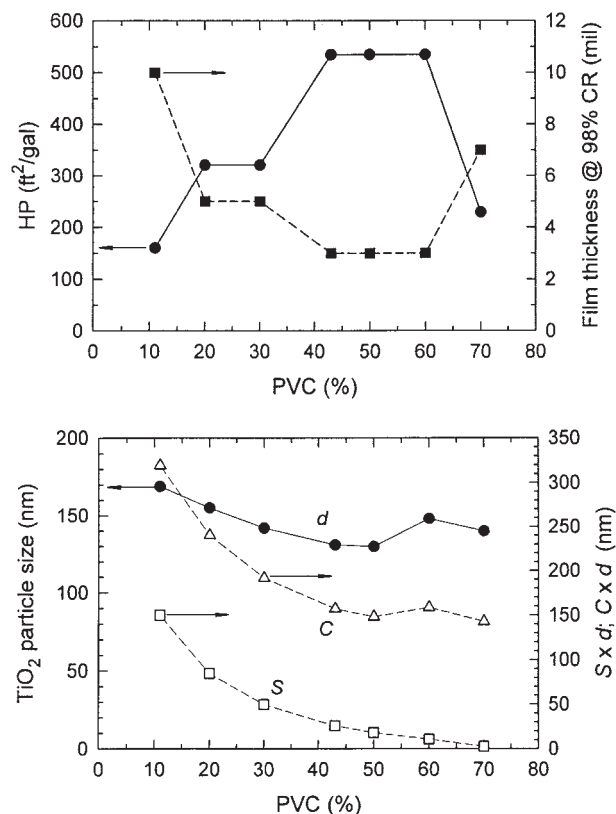 600
500
400
300
200
150
100
0
HP (ft²/gal)
12
10
8
6
4
2
0
Film thickness @ 98% CR (mil)
0 10 20 30 40 50 60 70 80
PVC (%)
200
150
100
50
0
TiO₂ particle size (nm)
350
300
250
200
150
100
50
0
S x d; C x d (nm)
d
C
S
0 10 20 30 40 50 60 70 80
PVC (%)